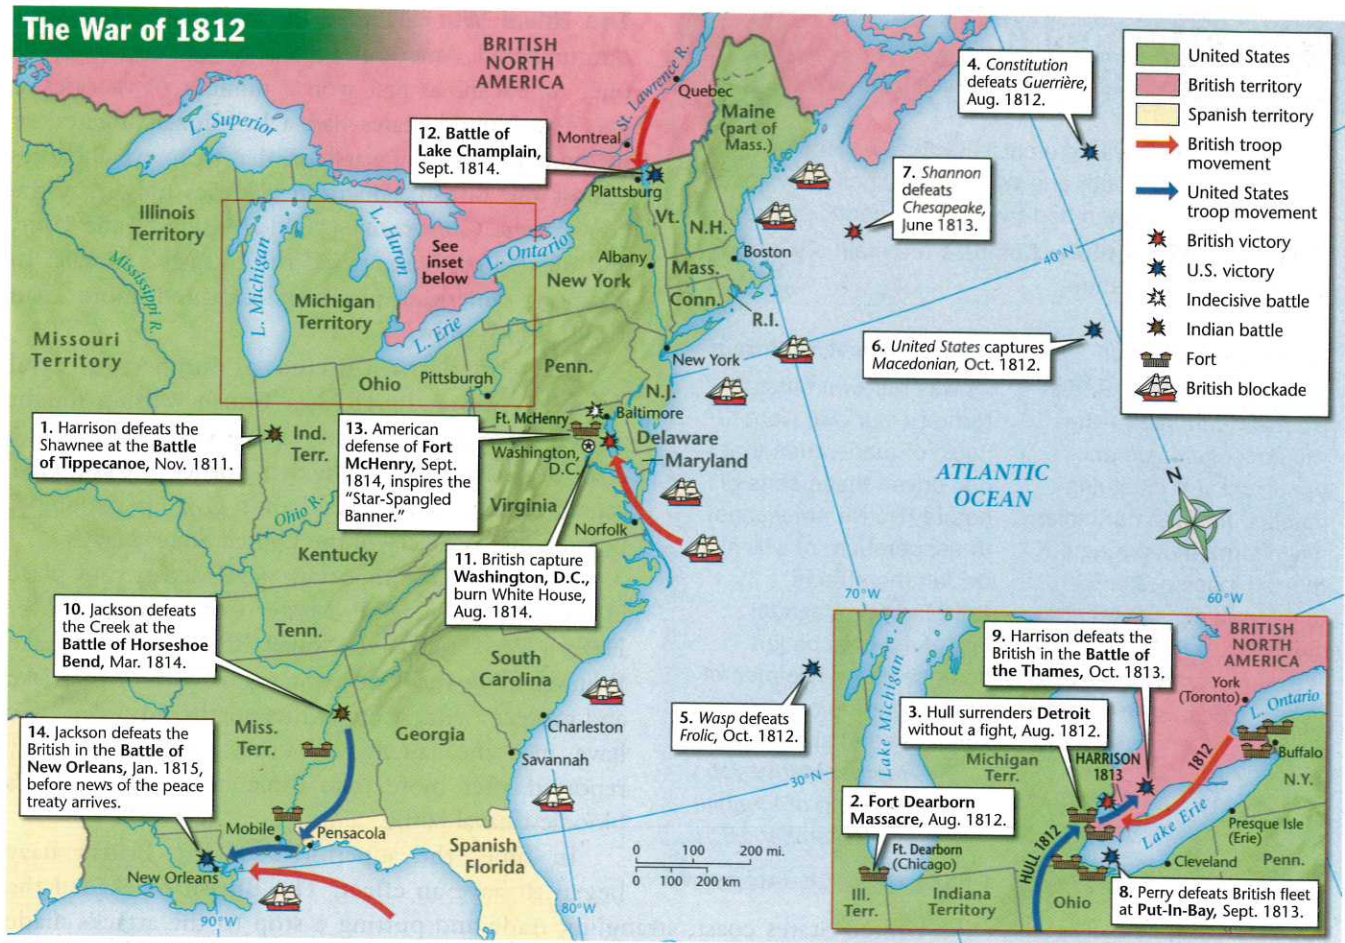 The War of 1812
BRITISH
NORTH
AMERICA
St. Lawrence R.
Quebec
Montreal
Maine
(part of
Mass.)
L. Superior
12. Battle of
Lake Champlain,
Sept. 1814.
Plattsburg
4. Constitution
defeats Guerrière,
Aug. 1812.
7. Shannon
defeats
Chesapeake,
June 1813.
United States
British territory
Spanish territory
British troop
movement
United States
troop movement
British victory
U.S. victory
Indecisive battle
Indian battle
Fort
British blockade
Illinois
Territory
Mississippi R.
L. Michigan
L. Huron
See
inset
below
L. Ontario
Vt.
N.H.
Albany
Boston
New York
Mass.
Conn.
R.I.
40°N
Michigan
Territory
L. Erie
Missouri
Territory
New York
6. United States captures
Macedonian, Oct. 1812.
Ohio
Pittsburgh
Penn.
N.J.
1. Harrison defeats the
Shawnee at the Battle
of Tippecanoe, Nov. 1811.
Ind.
Terr.
13. American
defense of Fort
McHenry, Sept.
1814, inspires the
“Star-Spangled
Banner.”
Ft. McHenry
Baltimore
Washington,
D.C.
Delaware
Maryland
ATLANTIC
OCEAN
N
Ohio R.
Virginia
Norfolk
Kentucky
11. British capture
Washington, D.C.,
burn White House,
Aug. 1814.
70°W
60°W
10. Jackson defeats
the Creek at the
Battle of Horseshoe
Bend, Mar. 1814.
Tenn.
South
Carolina
Charleston
Savannah
5. Wasp defeats
Frolic, Oct. 1812.
30°N
14. Jackson defeats the
British in the Battle of
New Orleans, Jan. 1815,
before news of the peace
treaty arrives.
Miss.
Terr.
Georgia
Mobile
Pensacola
Spanish
Florida
New Orleans
90°W
80°W
0 100 200 mi.
0 100 200 km
BRITISH
NORTH
AMERICA
9. Harrison defeats the
British in the Battle of
the Thames, Oct. 1813.
York
(Toronto)
L. Ontario
Lake Michigan
3. Hull surrenders Detroit
without a fight, Aug. 1812.
Michigan
Terr.
HARRISON
1813
1812
Buffalo
N.Y.
2. Fort Dearborn
Massacre, Aug. 1812.
Ft. Dearborn
(Chicago)
HULL 1812
Lake Erie
Presque Isle
(Erie)
Cleveland
Penn.
Ill.
Terr.
Indiana
Territory
Ohio
8. Perry defeats British fleet
at Put-In-Bay, Sept. 1813.